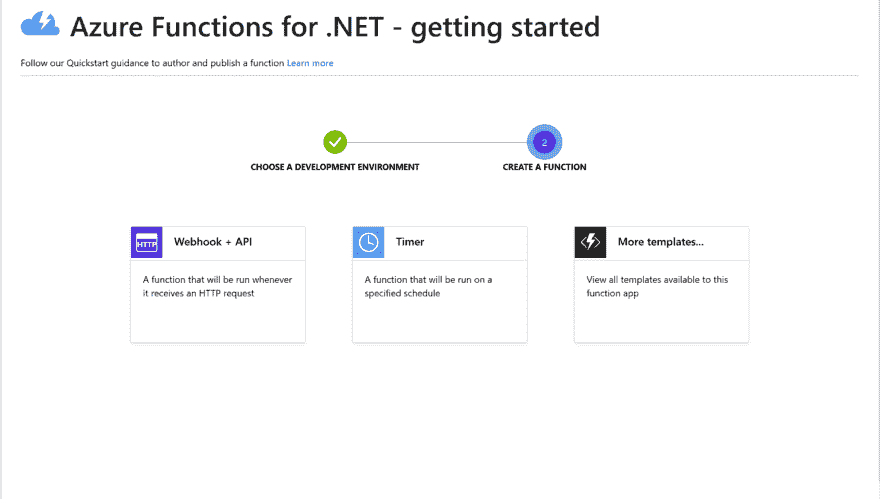 Azure Functions for .NET - getting started
Follow our Quickstart guidance to author and publish a function Learn more
2
CHOOSE A DEVELOPMENT ENVIRONMENT
CREATE A FUNCTION
HTTP
Webhook + API
A function that will be run whenever
it receives an HTTP request
Timer
A function that will be run on a
specified schedule
More templates...
View all templates available to this
function app